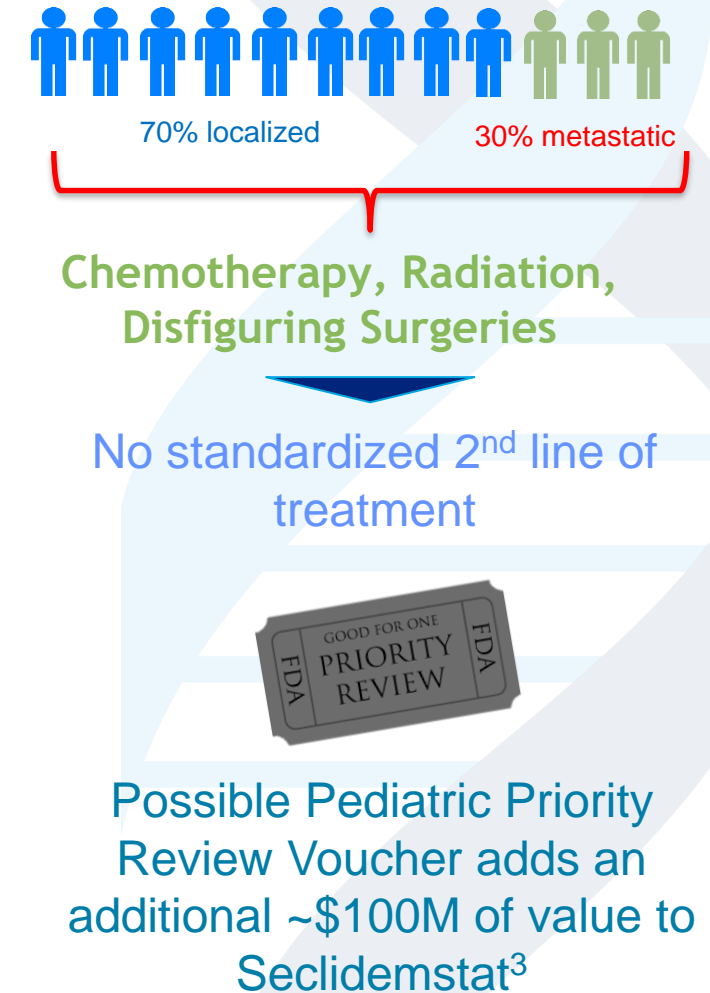 70% localized
30% metastatic
Chemotherapy, Radiation,
Disfiguring Surgeries
No standardized 2nd line of
treatment
FDA
GOOD FOR ONE
PRIORITY
REVIEW
FDA
Possible Pediatric Priority
Review Voucher adds an
additional ~$100M of value to
Seclidemstat3